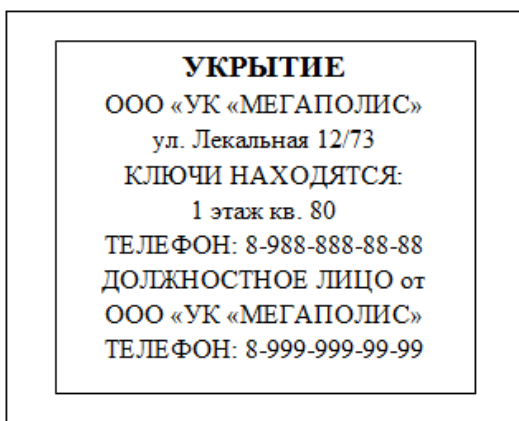 УКРЫТИЕ
ООО «УК «МЕГАПОЛИС»
ул. Лекальная 12/73
КЛЮЧИ НАХОДЯТСЯ:
1 этаж кв. 80
ТЕЛЕФОН: 8-988-888-88-88
ДОЛЖНОСТНОЕ ЛИЦО от
ООО «УК «МЕГАПОЛИС»
ТЕЛЕФОН: 8-999-999-99-99